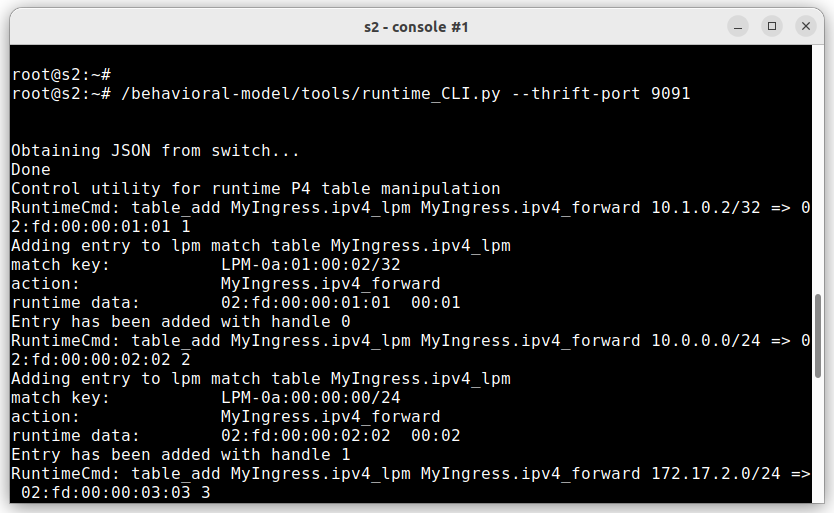 s2 - console #1
root@s2:~#
root@s2:~# /behavioral-model/tools/runtime_CLI.py --thrift-port 9091
Obtaining JSON from switch...
Done
Control utility for runtime P4 table manipulation
RuntimeCmd: table_add MyIngress.ipv4_lpm MyIngress.ipv4_forward 10.1.0.2/32 => 0
2:fd:00:00:01:01 1
Adding entry to lpm match table MyIngress.ipv4_lpm
match key:           LPM-0a:01:00:02/32
action:              MyIngress.ipv4_forward
runtime data:        02:fd:00:00:01:01  00:01
Entry has been added with handle 0
RuntimeCmd: table_add MyIngress.ipv4_lpm MyIngress.ipv4_forward 10.0.0.0/24 => 0
2:fd:00:00:02:02 2
Adding entry to lpm match table MyIngress.ipv4_lpm
match key:           LPM-0a:00:00:00/24
action:              MyIngress.ipv4_forward
runtime data:        02:fd:00:00:02:02  00:02
Entry has been added with handle 1
RuntimeCmd: table_add MyIngress.ipv4_lpm MyIngress.ipv4_forward 172.17.2.0/24 =>
 02:fd:00:00:03:03 3